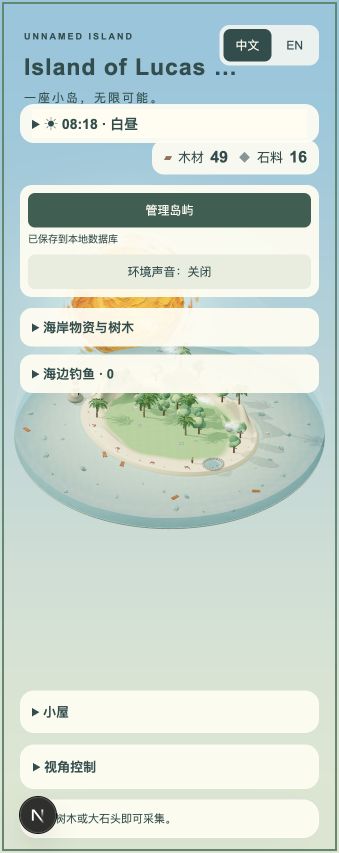 UNNAMED ISLAND
中文 EN
Island of Lucas ...
一座小岛，无限可能。
▶ ☀ 08:18 · 白昼
木材 49 石料 16
管理岛屿
已保存到本地数据库
环境声音：关闭
▶ 海岸物资与树木
▶ 海边钓鱼 · 0
▶ 小屋
▶ 视角控制
N
树木或大石头即可采集。